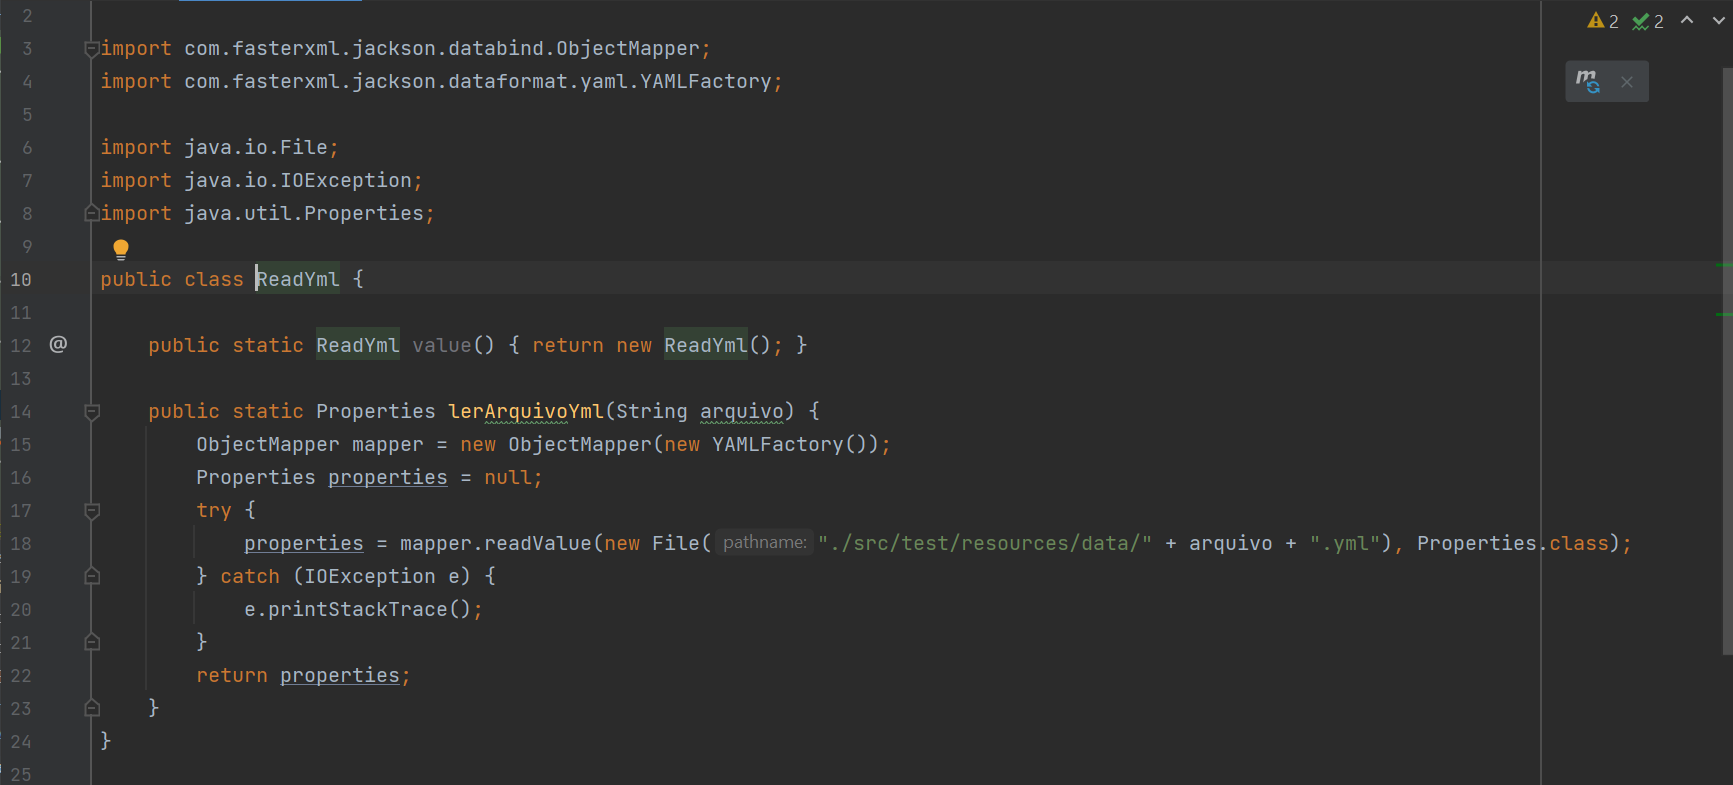 2
3 import com.fasterxml.jackson.databind.ObjectMapper;
4 import com.fasterxml.jackson.dataformat.yaml.YAMLFactory;
5
6 import java.io.File;
7 import java.io.IOException;
8 import java.util.Properties;
9
10 public class ReadYml {
11
12 @ public static ReadYml value() { return new ReadYml(); }
13
14 public static Properties lerArquivoYml(String arquivo) {
15 ObjectMapper mapper = new ObjectMapper(new YAMLFactory());
16 Properties properties = null;
17 try {
18 properties = mapper.readValue(new File( pathname: "./src/test/resources/data/" + arquivo + ".yml"), Properties.class);
19 } catch (IOException e) {
20 e.printStackTrace();
21 }
22 return properties;
23 }
24 }
25
2 2
m